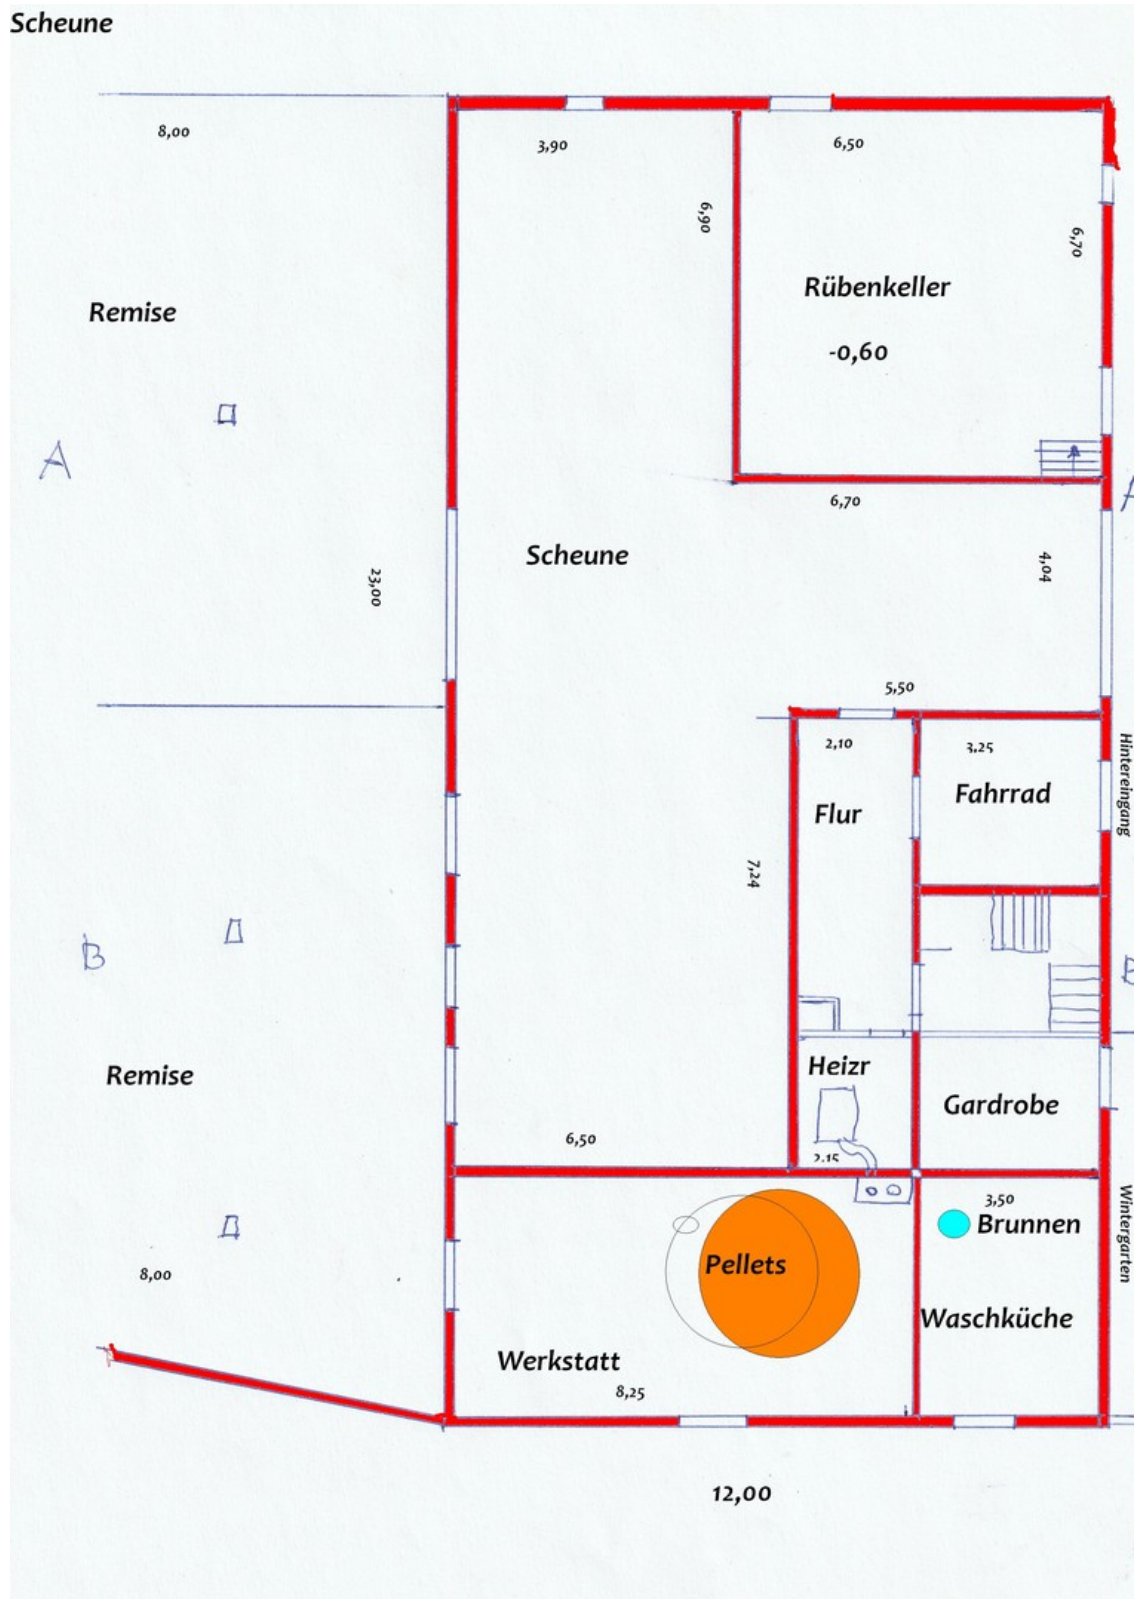 Scheune
8,00
3,90
6,50
6,90
6,70
Remise
Rübenkeller
-0,60
A
6,70
A
Scheune
4,04
23,00
5,50
2,10
3,25
Hintereingang
Fahrrad
Flur
7,24
B
B
Remise
Heizr
Gardrobe
6,50
2,15
3,50
Wintergarten
Brunnen
Pellets
8,00
Waschküche
Werkstatt
8,25
12,00